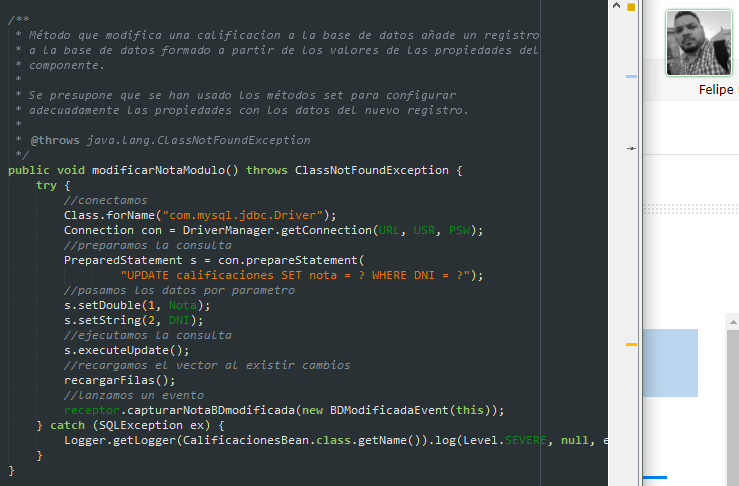 /**
* Método que modifica una calificacion a la base de datos añade un registro
* a la base de datos formado a partir de los valores de las propiedades del
* componente.
*
* Se presupone que se han usado los métodos set para configurar
* adecuadamente las propiedades con los datos del nuevo registro.
*
* @throws java.lang.ClassNotFoundException
*/
public void modificarNotaModulo() throws ClassNotFoundException {
try {
//conectamos
Class.forName("com.mysql.jdbc.Driver");
Connection con = DriverManager.getConnection(URL, USR, PSW);
//preparamos la consulta
PreparedStatement s = con.prepareStatement(
"UPDATE calificaciones SET nota = ? WHERE DNI = ?");
//pasamos los datos por parametro
s.setDouble(1, Nota);
s.setString(2, DNI);
//ejecutamos la consulta
s.executeUpdate();
//recargamos el vector al existir cambios
recargarFilas();
//lanzamos un evento
receptor.capturarNotaBDmodificada(new BDModificadaEvent(this));
} catch (SQLException ex) {
Logger.getLogger(CalificacionesBean.class.getName()).log(Level.SEVERE, null, e
}
}
Felipe